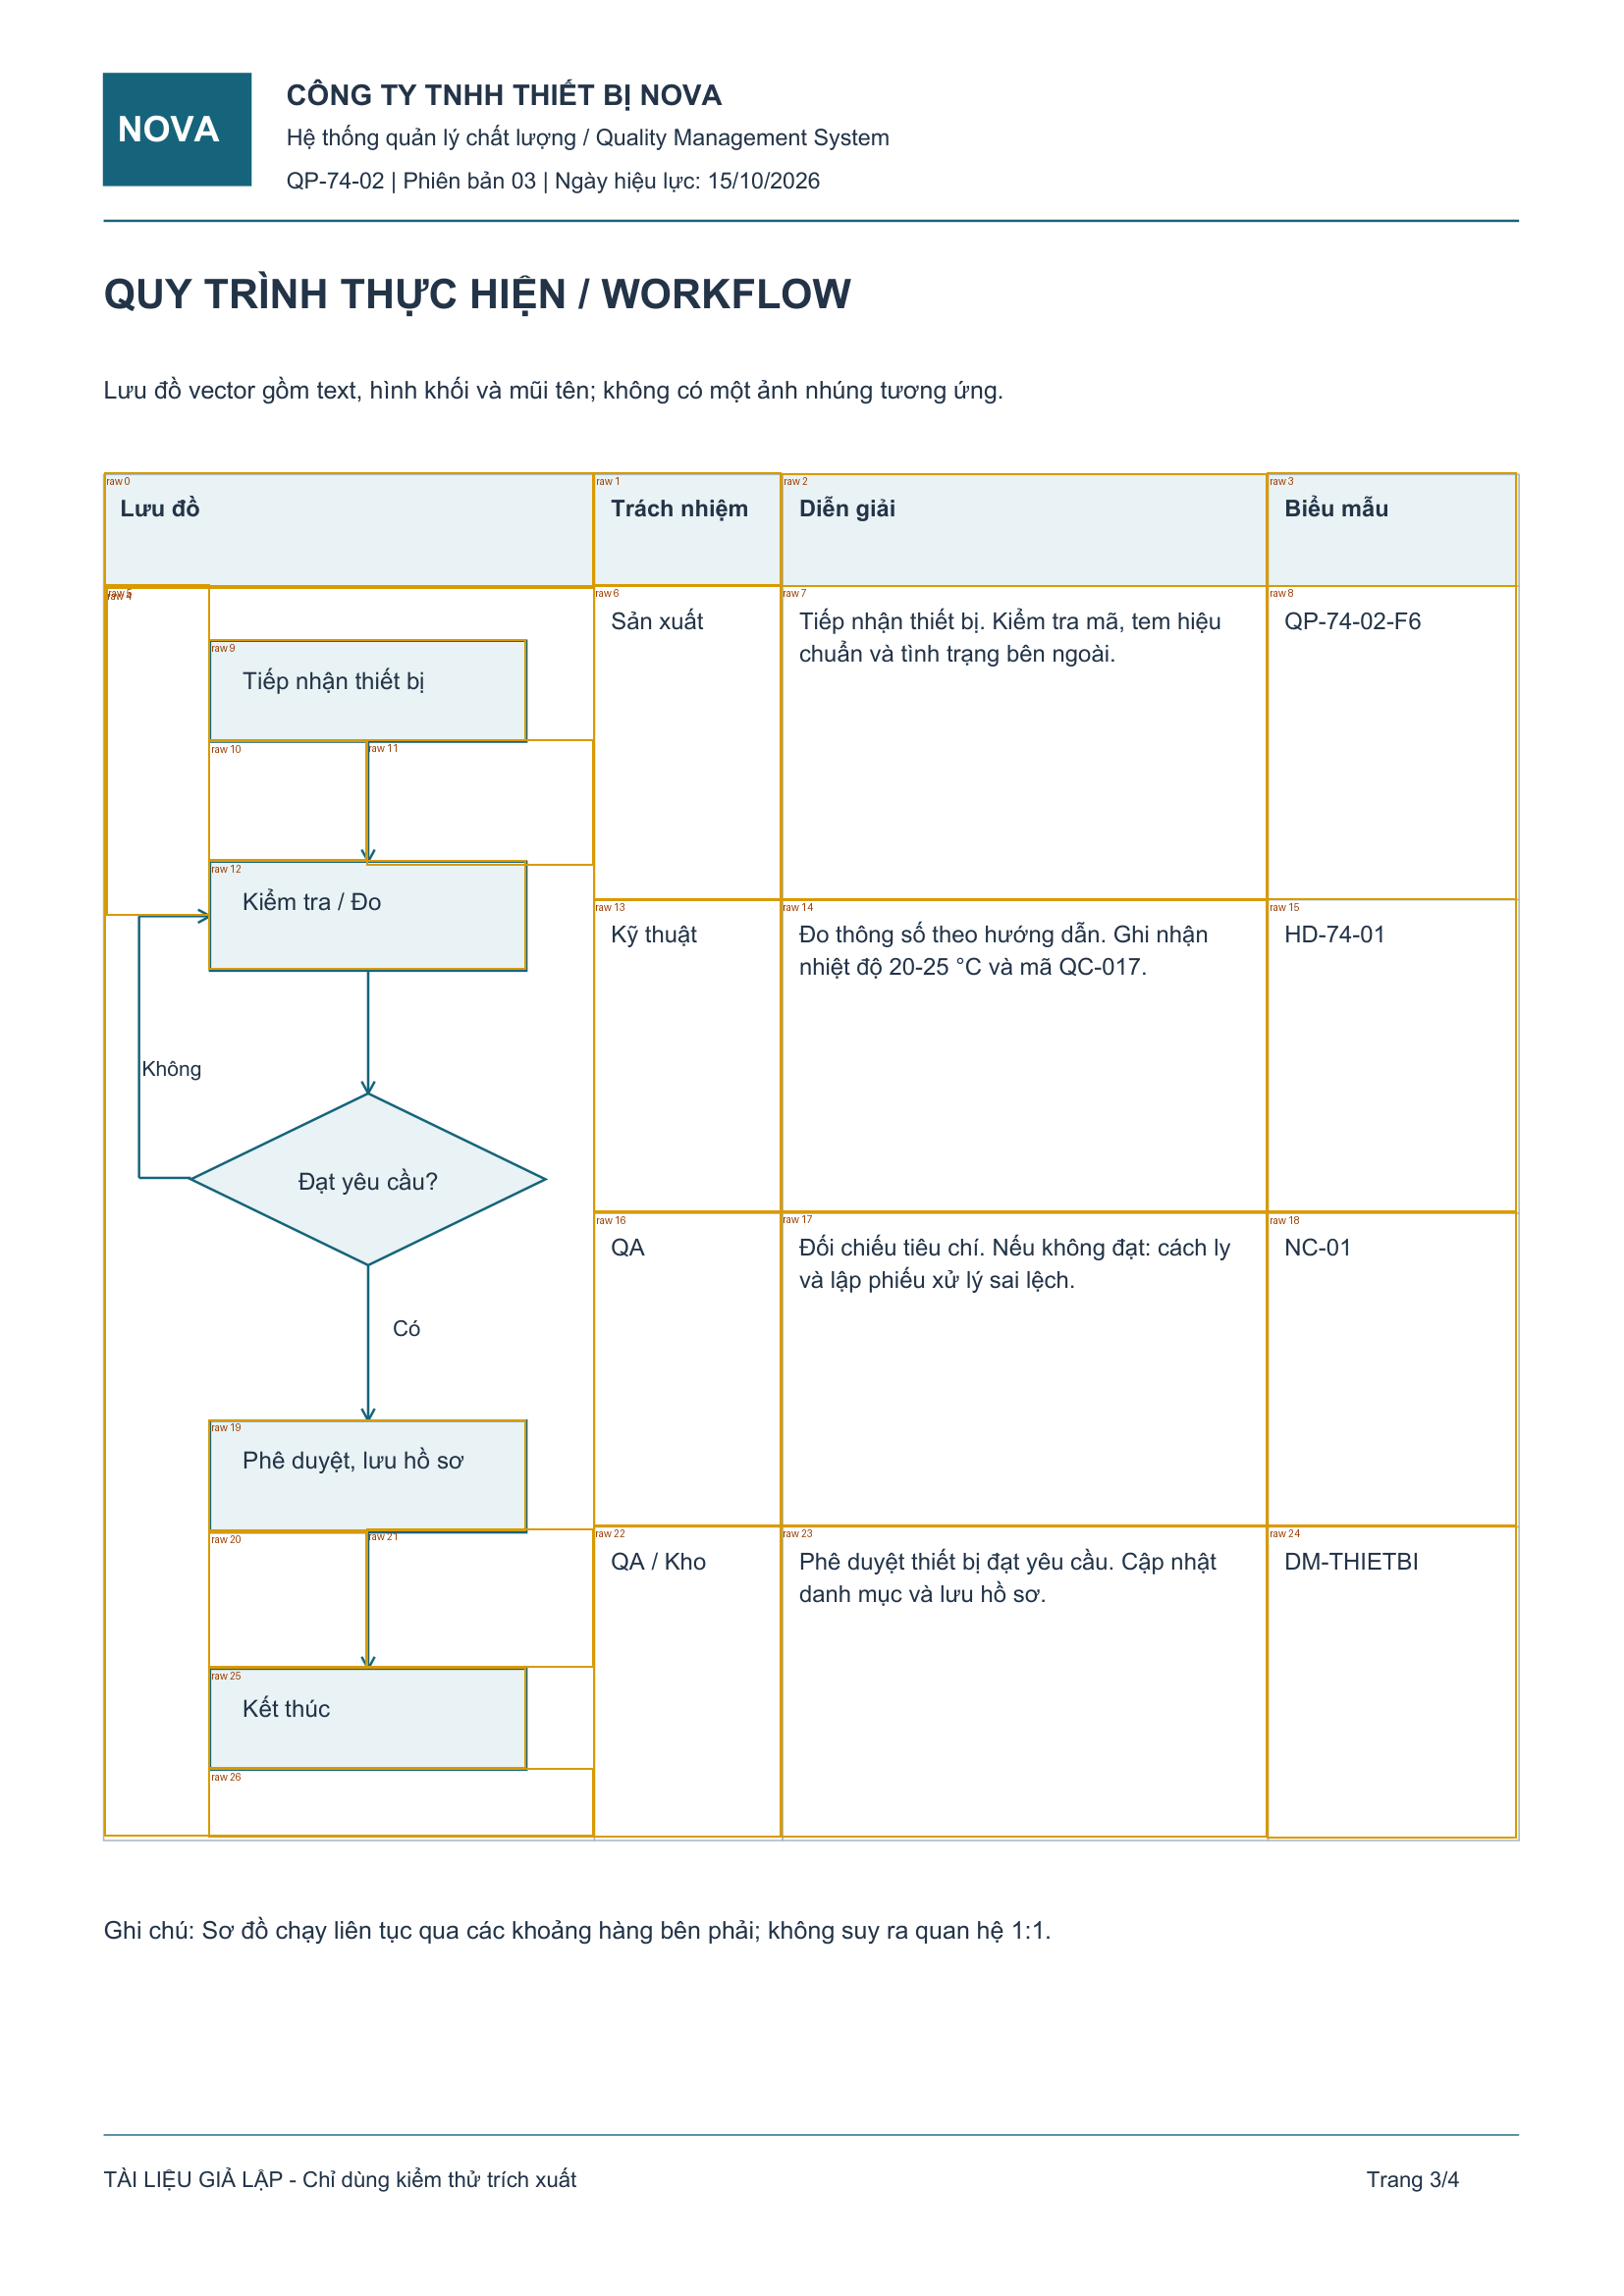 NOVA
CÔNG TY TNHH THIẾT BỊ NOVA
Hệ thống quản lý chất lượng / Quality Management System
QP-74-02 | Phiên bản 03 | Ngày hiệu lực: 15/10/2026
QUY TRÌNH THỰC HIỆN / WORKFLOW
Lưu đồ vector gồm text, hình khối và mũi tên; không có một ảnh nhúng tương ứng.
raw 0
raw 1
raw 2
raw 3
Lưu đồ
Trách nhiệm
Diễn giải
Biểu mẫu
raw 5
raw 4
raw 6
raw 7
raw 8
Sản xuất
Tiếp nhận thiết bị. Kiểm tra mã, tem hiệu
chuẩn và tình trạng bên ngoài.
QP-74-02-F6
raw 9
Tiếp nhận thiết bị
raw 10
raw 11
raw 12
Kiểm tra / Đo
raw 13
raw 14
raw 15
Kỹ thuật
Đo thông số theo hướng dẫn. Ghi nhận
nhiệt độ 20-25 °C và mã QC-017.
HD-74-01
Không
Đạt yêu cầu?
raw 16
raw 17
raw 18
QA
Đối chiếu tiêu chí. Nếu không đạt: cách ly
và lập phiếu xử lý sai lệch.
NC-01
Có
raw 19
Phê duyệt, lưu hồ sơ
raw 20
raw 21
raw 22
raw 23
raw 24
QA / Kho
Phê duyệt thiết bị đạt yêu cầu. Cập nhật
danh mục và lưu hồ sơ.
DM-THIETBI
raw 25
Kết thúc
raw 26
Ghi chú: Sơ đồ chạy liên tục qua các khoảng hàng bên phải; không suy ra quan hệ 1:1.
TÀI LIỆU GIẢ LẬP - Chỉ dùng kiểm thử trích xuất
Trang 3/4